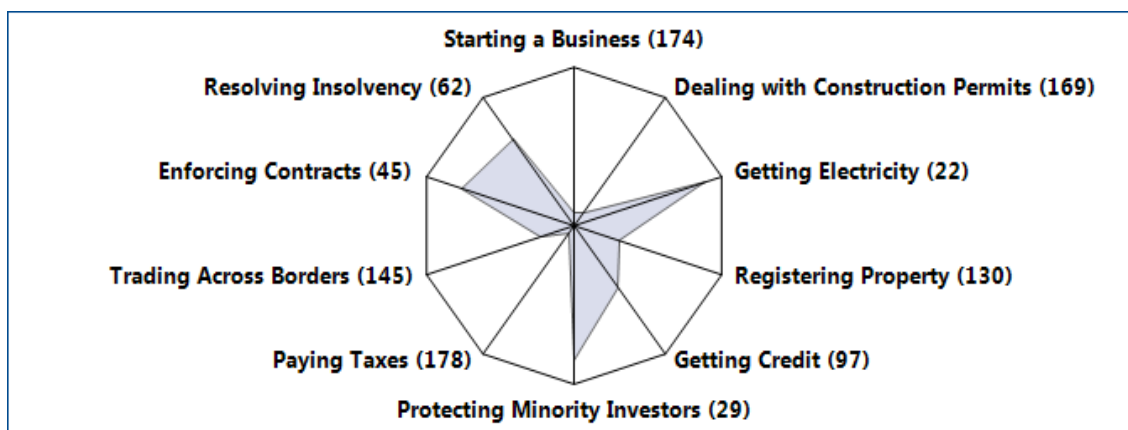 Starting a Business (174)
Resolving Insolvency (62)
Dealing with Construction Permits (169)
Enforcing Contracts (45)
Getting Electricity (22)
Trading Across Borders (145)
Registering Property (130)
Paying Taxes (178)
Getting Credit (97)
Protecting Minority Investors (29)